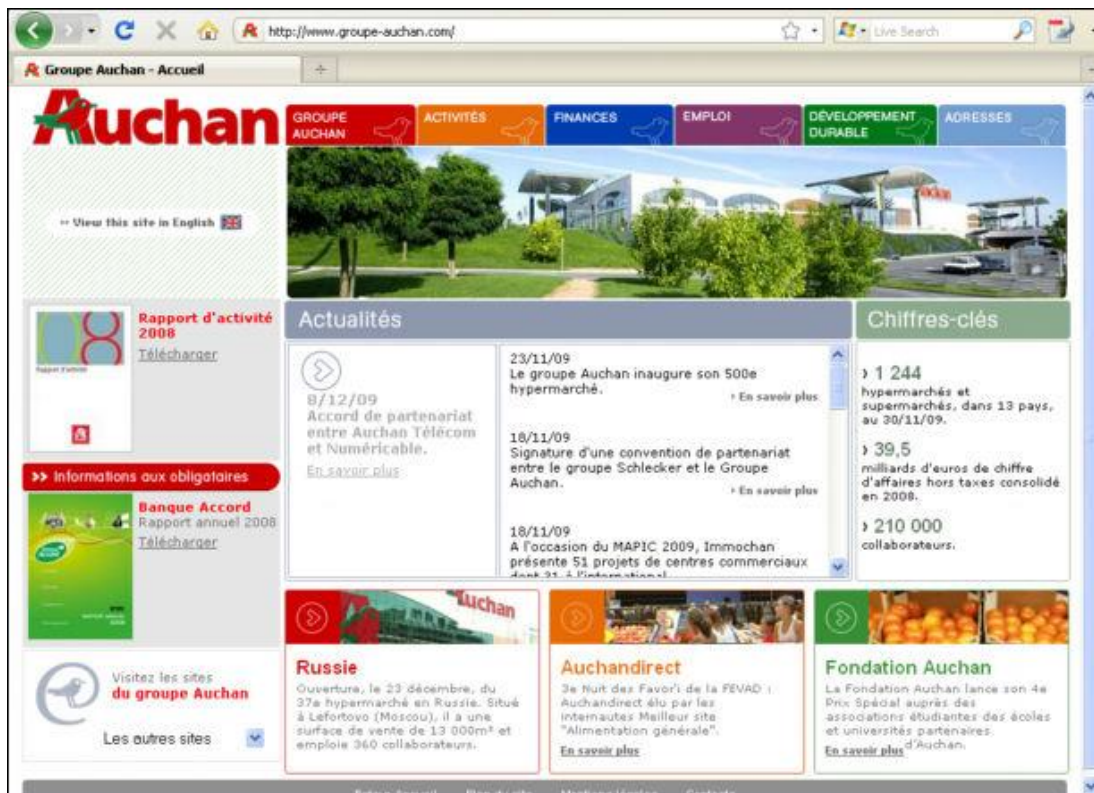 http://www.groupe-auchan.com/
Live Search
Groupe Auchan - Accueil
Auchan
GROUPE
AUCHAN
ACTIVITÉS
FINANCES
EMPLOI
DÉVELOPPEMENT
DURABLE
ADRESSES
View this site in English
Auchan
Rapport d'activité
2008
Télécharger
Rapport d'activité
Informations aux obligataires
Banque Accord
Rapport annuel 2008
Télécharger
Visitez les sites
du groupe Auchan
Les autres sites
Actualités
8/12/09
Accord de partenariat
entre Auchan Télécom
et Numéricable.
En savoir plus
23/11/09
Le groupe Auchan inaugure son 500e
hypermarché.
En savoir plus
18/11/09
Signature d'une convention de partenariat
entre le groupe Schlecker et le Groupe
Auchan.
En savoir plus
18/11/09
A l'occasion du MAPIC 2009, Immochan
présente 51 projets de centres commerciaux
dont 31 à l'international
Chiffres-clés
1 244
hypermarchés et
supermarchés, dans 13 pays,
au 30/11/09.
39,5
milliards d'euros de chiffre
d'affaires hors taxes consolidé
en 2008.
210 000
collaborateurs.
Auchan
Russie
Ouverture, le 23 décembre, du
37e hypermarché en Russie. Situé
à Lefortovo (Moscou), il a une
surface de vente de 13 000m² et
emploie 360 collaborateurs.
Auchandirect
3e Nuit des Favor'i de la FEVAD :
Auchandirect élu par les
internautes Meilleur site
"Alimentation générale".
En savoir plus
Fondation Auchan
La Fondation Auchan lance son 4e
Prix Spécial auprès des
associations étudiantes des écoles
et universités partenaires
d'Auchan.
En savoir plus